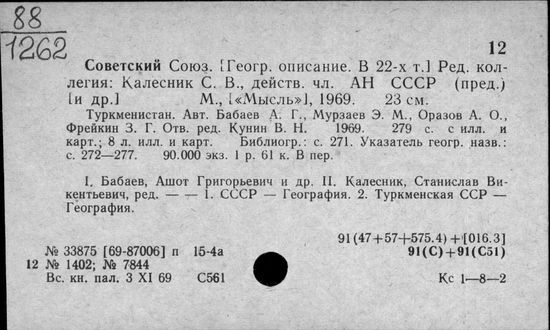 88
1262
12
Советский Союз. [Геогр. описание. В 22-х т.] Ред. кол-
легия: Калесник С. В., действ. чл. АН СССР (пред.)
[и др.] М., [«Мысль»], 1969. 23 см.
Туркменистан. Авт. Бабаев А. Г., Мурзаев Э. М., Оразов А. О.,
Фрейкин З. Г. Отв. ред. Кунин В. Н. 1969. 279 с. с илл. и
карт.; 8 л. илл. и карт. Библиогр.: с. 271. Указатель геогр. назв.:
с. 272—277. 90.000 экз. 1 р. 61 к. В пер.
I. Бабаев, Ашот Григорьевич и др. II. Калесник, Станислав Ви-
кентьевич, ред. — — 1. СССР — География. 2. Туркменская ССР —
География.
91(47+57+575.4)+[016.3]
№ 33875 [69-87006] п 15-4а 91(С)+91(С51)
12 № 1402; № 7844
Вс. кн. пал. 3 XI 69 С561 Кс 1—8—2